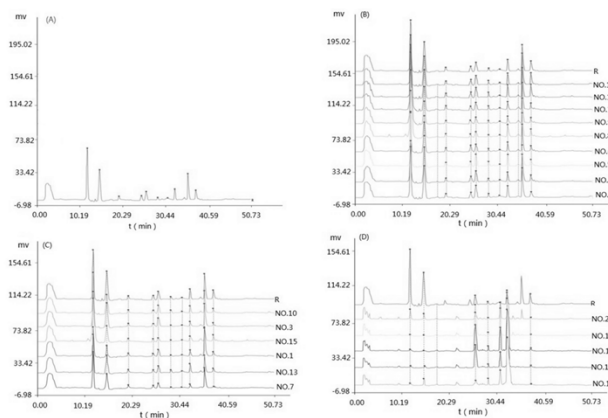 mv
(A)
195.02
154.61
114.22
73.82
33.42
-6.98
0.00
10.19
20.29
30.44
40.59
50.73
t ( min )
mv
(B)
195.02
154.61
114.22
73.82
33.42
-6.98
R
0.00
10.19
20.29
30.44
40.59
50.73
t ( min )
mv
(C)
154.61
114.22
73.82
33.42
-6.98
R
NO.10
NO.3
NO.15
NO.1
NO.13
NO.7
0.00
10.19
20.29
30.44
40.59
50.73
t ( min )
mv
(D)
154.61
114.22
73.82
33.42
-6.98
R
0.00
10.19
20.29
30.44
40.59
50.73
t ( min )